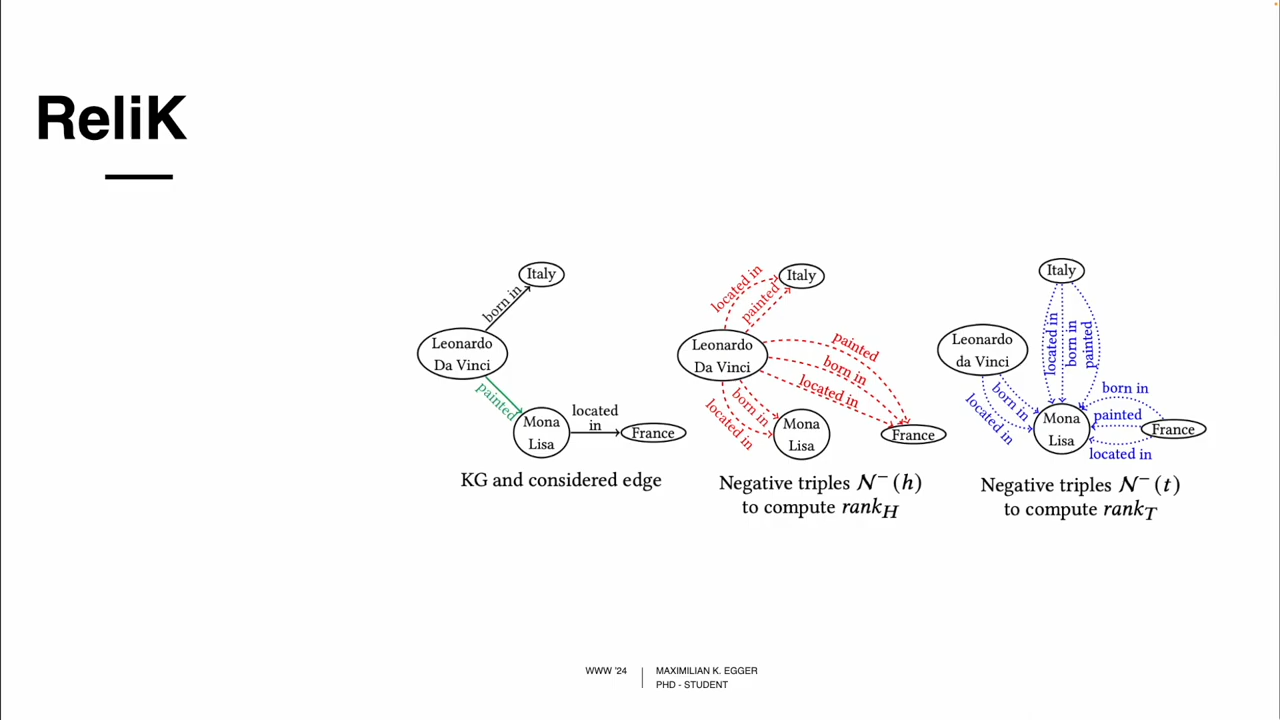 ReliK
Italy
born in
Leonardo
Da Vinci
painted
Mona
Lisa
located
in
France
KG and considered edge
located in
painted
Italy
Leonardo
Da Vinci
painted
born in
located in
born in
located in
Mona
Lisa
France
Negative triples N⁻(h)
to compute rank_H
Italy
located in
born in
painted
Leonardo
da Vinci
born in
located in
Mona
Lisa
born in
painted
located in
France
Negative triples N⁻(t)
to compute rank_T
WWW '24
MAXIMILIAN K. EGGER
PHD - STUDENT